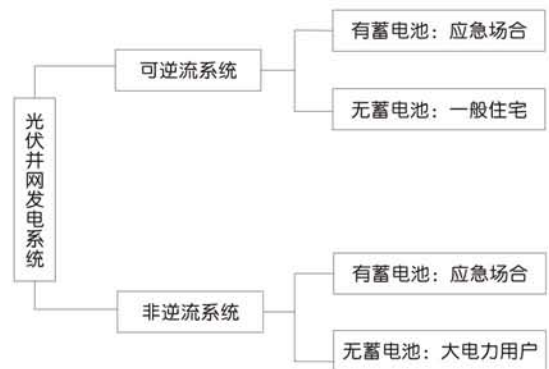 光伏并网发电系统
可逆流系统
有蓄电池：应急场合
无蓄电池：一般住宅
非逆流系统
有蓄电池：应急场合
无蓄电池：大电力用户